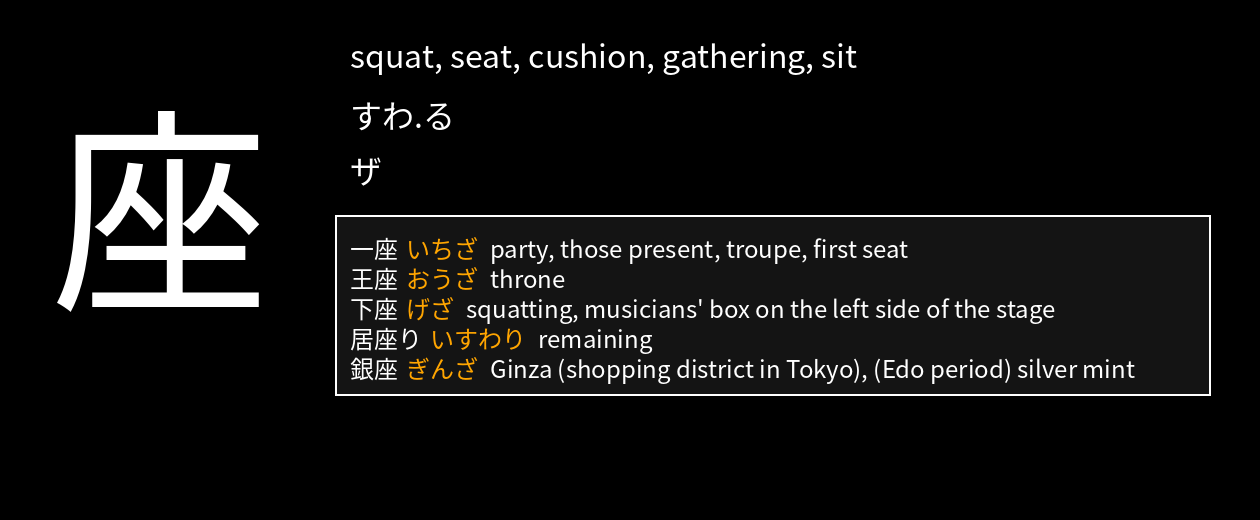 座
squat, seat, cushion, gathering, sit
すわ.る
ザ
一座 いちざ party, those present, troupe, first seat
王座 おうざ throne
下座 げざ squatting, musicians' box on the left side of the stage
居座り いすわり remaining
銀座 ぎんざ Ginza (shopping district in Tokyo), (Edo period) silver mint